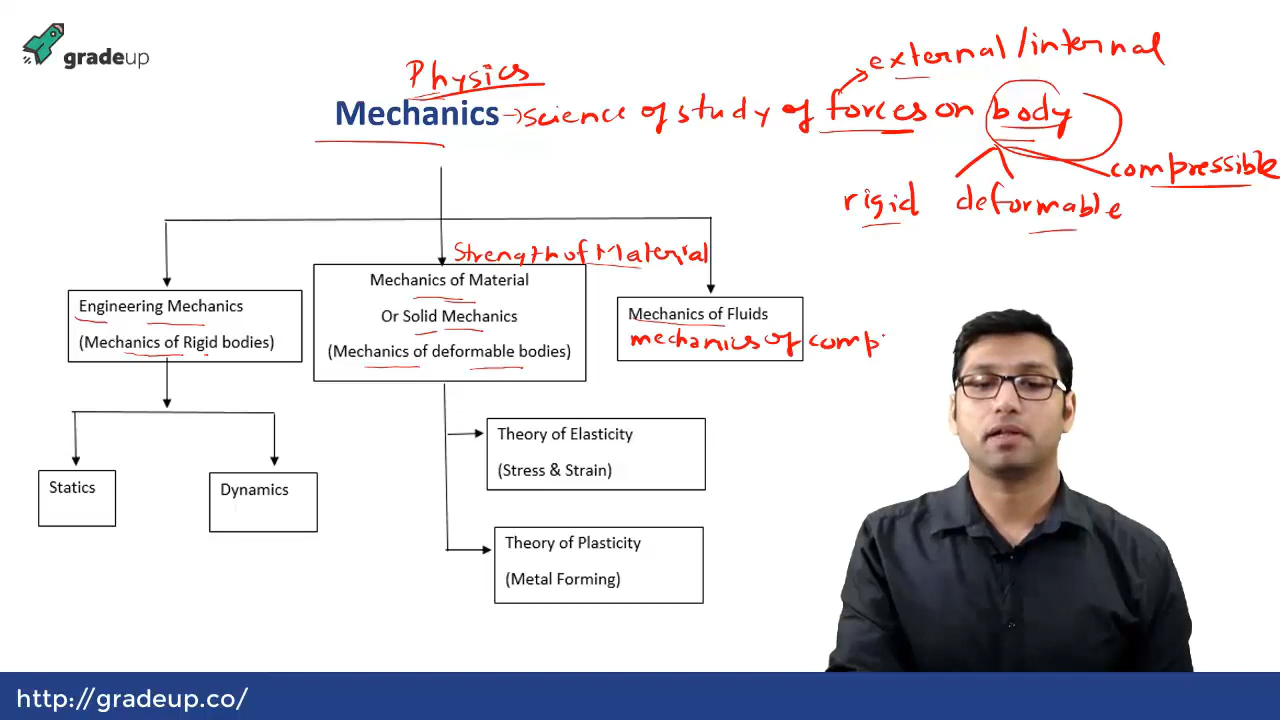 gradeup
external/internal
Physics
Mechanics → science of study of forces on body
compressible
rigid deformable
Strength of Material
Engineering Mechanics
(Mechanics of Rigid bodies)
Mechanics of Material
Or Solid Mechanics
(Mechanics of deformable bodies)
Mechanics of Fluids
mechanics of comp
Theory of Elasticity
(Stress & Strain)
Statics
Dynamics
Theory of Plasticity
(Metal Forming)
http://gradeup.co/